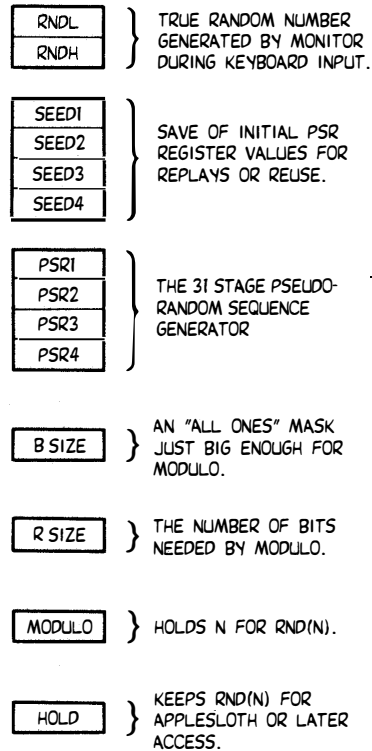 RNDL
RNDH
TRUE RANDOM NUMBER
GENERATED BY MONITOR
DURING KEYBOARD INPUT.
SEED1
SEED2
SEED3
SEED4
SAVE OF INITIAL PSR
REGISTER VALUES FOR
REPLAYS OR REUSE.
PSR1
PSR2
PSR3
PSR4
THE 31 STAGE PSEUDO-
RANDOM SEQUENCE
GENERATOR
B SIZE
AN "ALL ONES" MASK
JUST BIG ENOUGH FOR
MODULO.
R SIZE
THE NUMBER OF BITS
NEEDED BY MODULO.
MODULO
HOLDS N FOR RND(N).
HOLD
KEEPS RND(N) FOR
APPLESLOTH OR LATER
ACCESS.